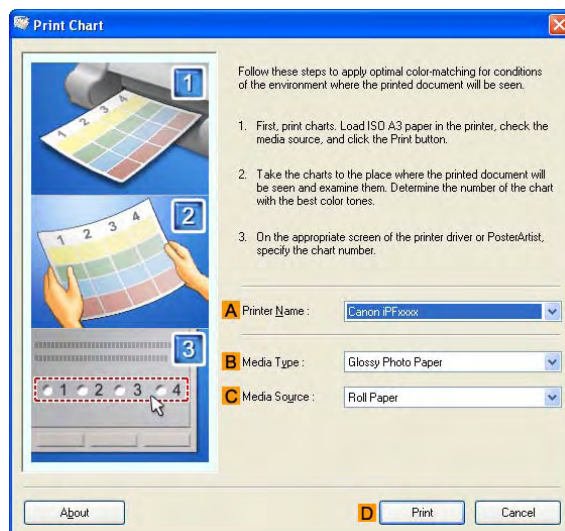 Print Chart
1
1 2 3 4
2
1 2 3 4
3
1 2 3 4
Follow these steps to apply optimal color-matching for conditions
of the environment where the printed document will be seen.
1. First, print charts. Load ISO A3 paper in the printer, check the
media source, and click the Print button.
2. Take the charts to the place where the printed document will
be seen and examine them. Determine the number of the chart
with the best color tones.
3. On the appropriate screen of the printer driver or PosterArtist,
specify the chart number.
A Printer Name : Canon iPFxxxx
B Media Type : Glossy Photo Paper
C Media Source : Roll Paper
About D Print Cancel